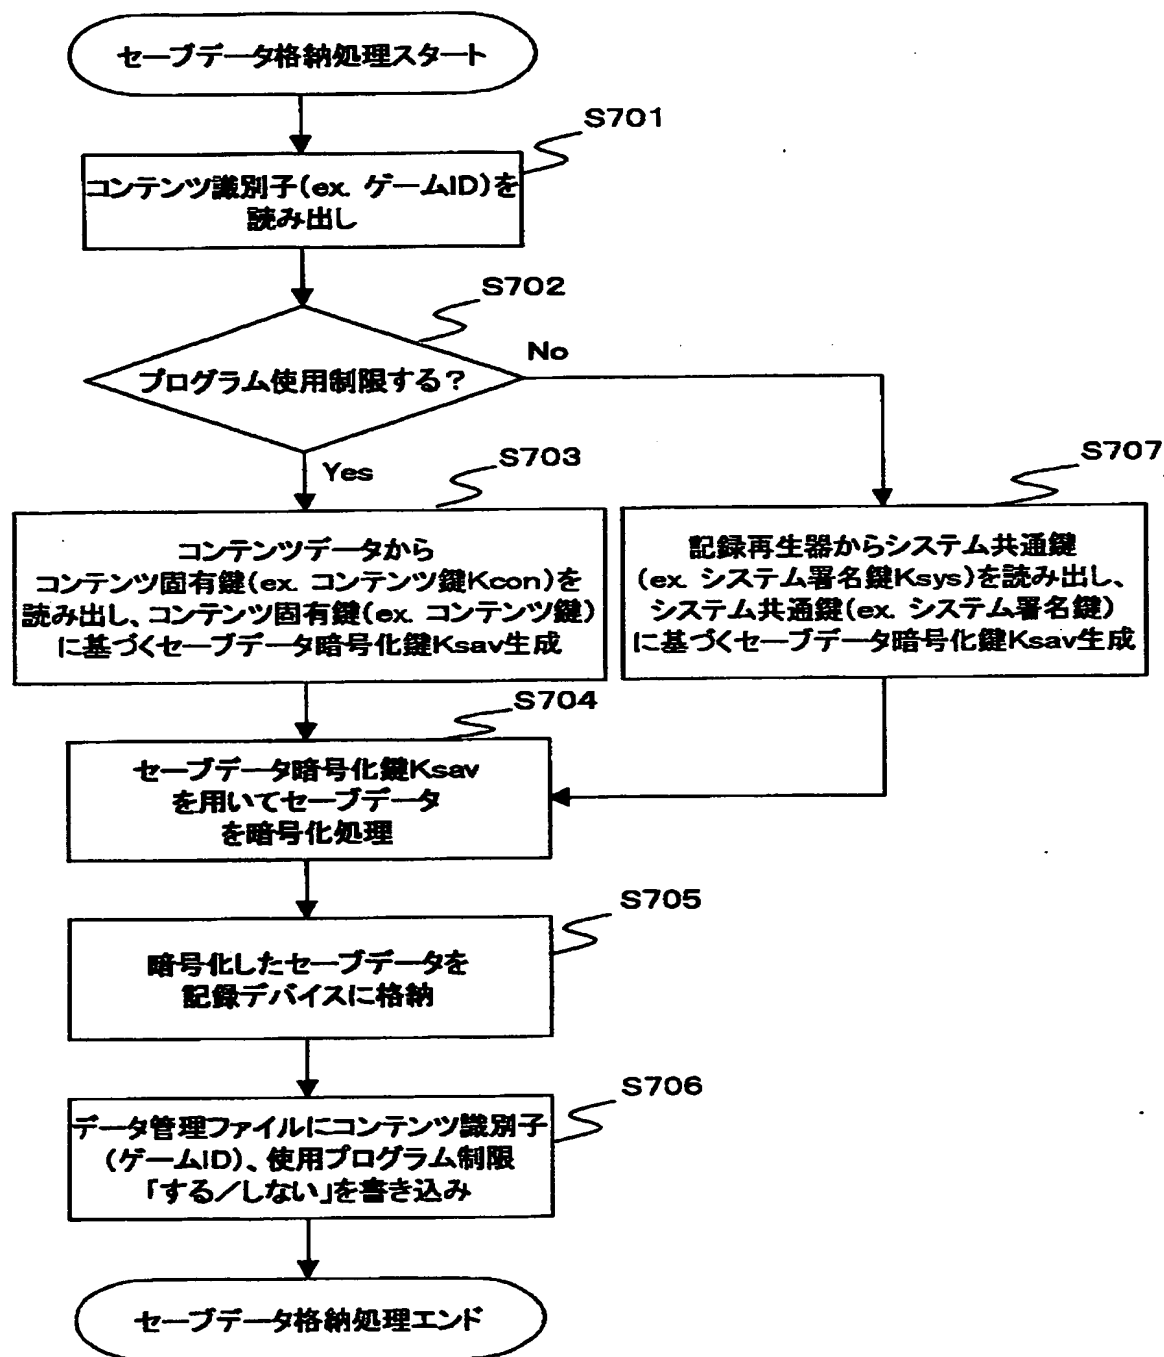 セーブデータ格納処理スタート
S701
コンテンツ識別子(ex. ゲームID)を
読み出し
S702
プログラム使用制限する?
No
Yes
S703
コンテンツデータから
コンテンツ固有鍵(ex. コンテンツ鍵Kcon)を
読み出し、コンテンツ固有鍵(ex. コンテンツ鍵)
に基づくセーブデータ暗号化鍵Ksav生成
S707
記録再生器からシステム共通鍵
(ex. システム署名鍵Ksys)を読み出し、
システム共通鍵(ex. システム署名鍵)
に基づくセーブデータ暗号化鍵Ksav生成
S704
セーブデータ暗号化鍵Ksav
を用いてセーブデータ
を暗号化処理
S705
暗号化したセーブデータを
記録デバイスに格納
S706
データ管理ファイルにコンテンツ識別子
(ゲームID)、使用プログラム制限
「する/しない」を書き込み
セーブデータ格納処理エンド